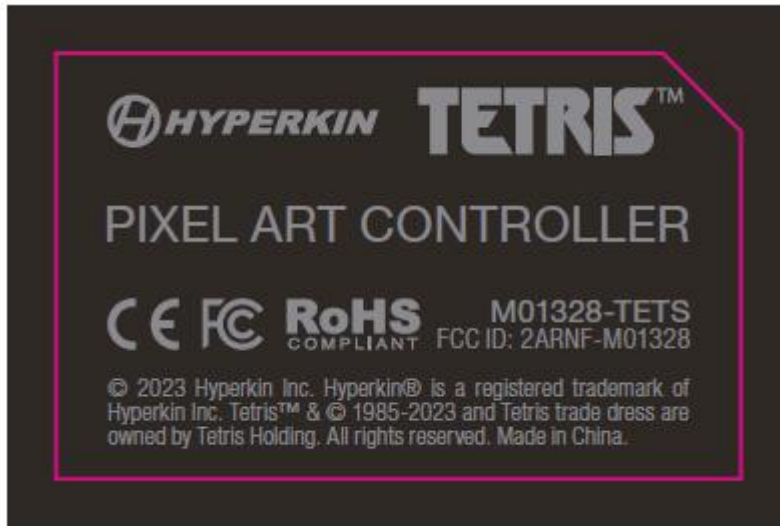 HYPERKIN TETRIS™
PIXEL ART CONTROLLER
CE FC RoHS COMPLIANT M01328-TETS
FCC ID: 2ARNF-M01328
© 2023 Hyperkin Inc. Hyperkin® is a registered trademark of
Hyperkin Inc. Tetris™ & © 1985-2023 and Tetris trade dress are
owned by Tetris Holding. All rights reserved. Made in China.